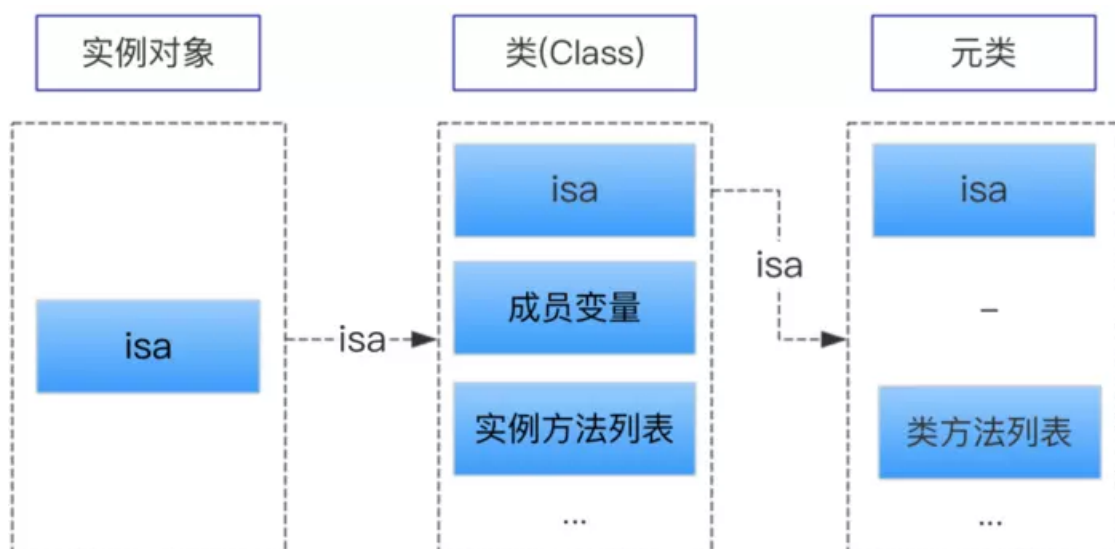 实例对象
类(Class)
元类
isa
isa
isa
成员变量
实例方法列表
...
isa
isa
–
类方法列表
...